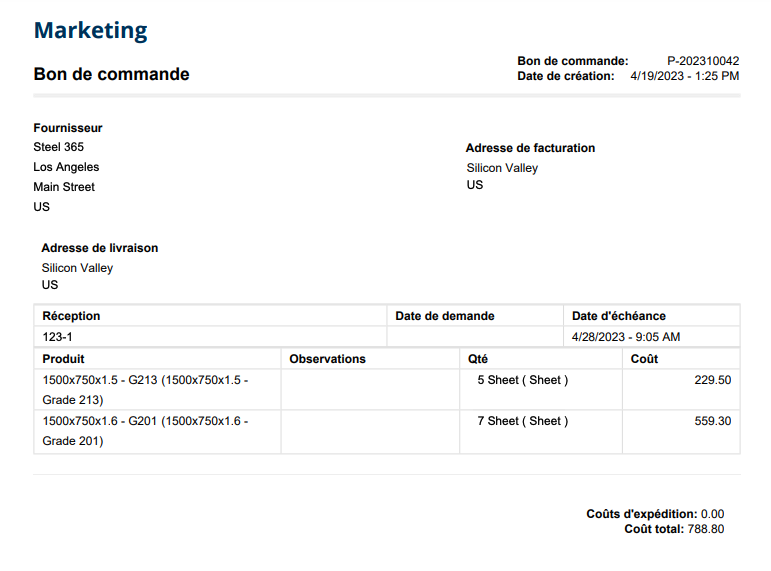 Marketing
Bon de commande
Bon de commande: P-202310042
Date de création: 4/19/2023 - 1:25 PM
Fournisseur
Steel 365
Los Angeles
Main Street
US
Adresse de facturation
Silicon Valley
US
Adresse de livraison
Silicon Valley
US
Réception Date de demande Date d'échéance
123-1 4/28/2023 - 9:05 AM
Produit Observations Qté Coût
1500x750x1.5 - G213 (1500x750x1.5 - 5 Sheet ( Sheet ) 229.50
Grade 213)
1500x750x1.6 - G201 (1500x750x1.6 - 7 Sheet ( Sheet ) 559.30
Grade 201)
Coûts d'expédition: 0.00
Coût total: 788.80